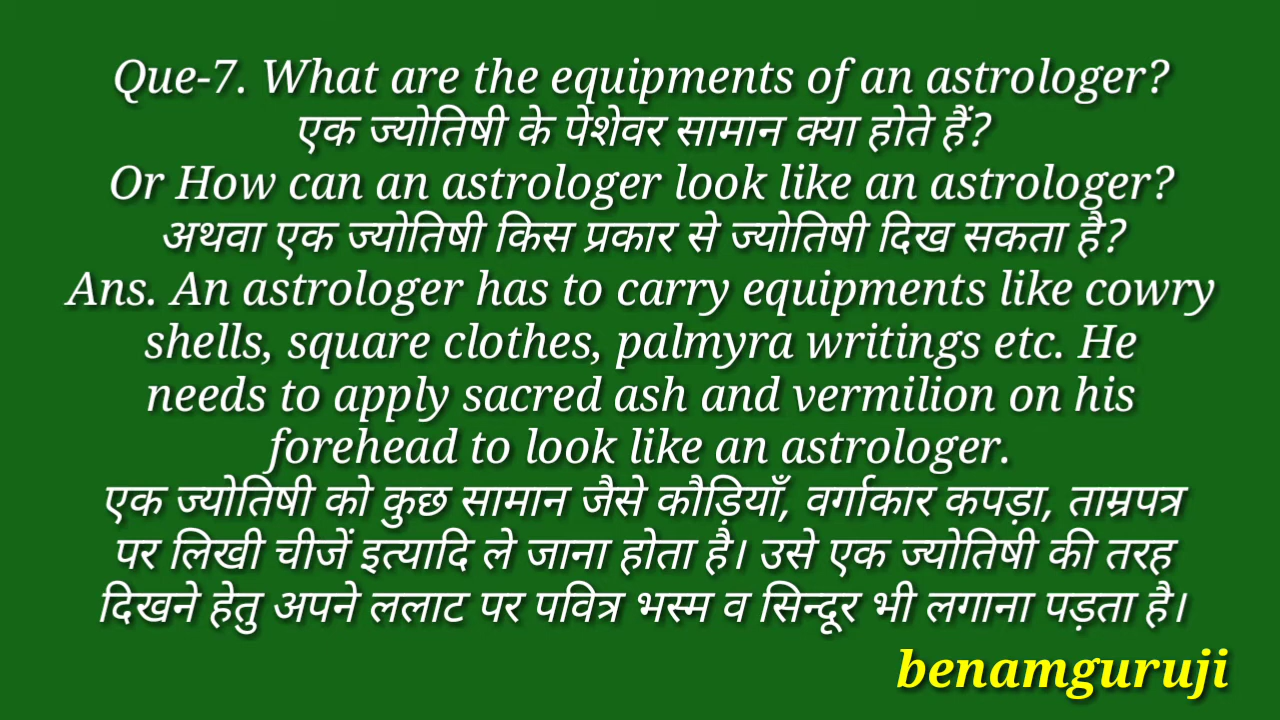 Que-7. What are the equipments of an astrologer?
एक ज्योतिषी के पेशेवर सामान क्या होते हैं?
Or How can an astrologer look like an astrologer?
अथवा एक ज्योतिषी किस प्रकार से ज्योतिषी दिख सकता है?
Ans. An astrologer has to carry equipments like cowry
shells, square clothes, palmyra writings etc. He
needs to apply sacred ash and vermilion on his
forehead to look like an astrologer.
एक ज्योतिषी को कुछ सामान जैसे कौड़ियाँ, वर्गाकार कपड़ा, ताम्रपत्र
पर लिखी चीजें इत्यादि ले जाना होता है। उसे एक ज्योतिषी की तरह
दिखने हेतु अपने ललाट पर पवित्र भस्म व सिन्दूर भी लगाना पड़ता है।
benamguruji